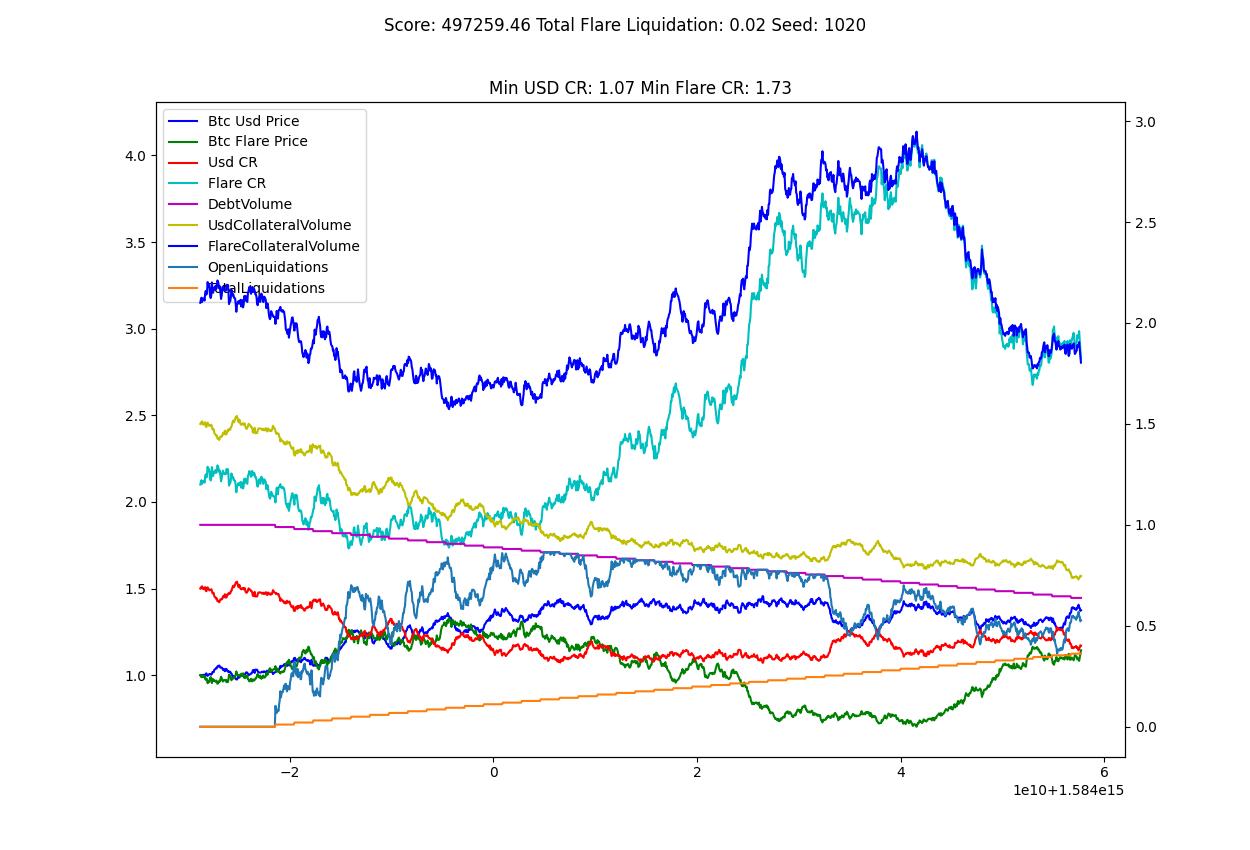 Score: 497259.46 Total Flare Liquidation: 0.02 Seed: 1020
Min USD CR: 1.07 Min Flare CR: 1.73
Btc Usd Price
Btc Flare Price
Usd CR
Flare CR
DebtVolume
UsdCollateralVolume
FlareCollateralVolume
OpenLiquidations
TotalLiquidations
4.0
3.5
3.0
2.5
2.0
1.5
1.0
3.0
2.5
2.0
1.5
1.0
0.5
0.0
−2
0
2
4
6
1e10+1.584e15